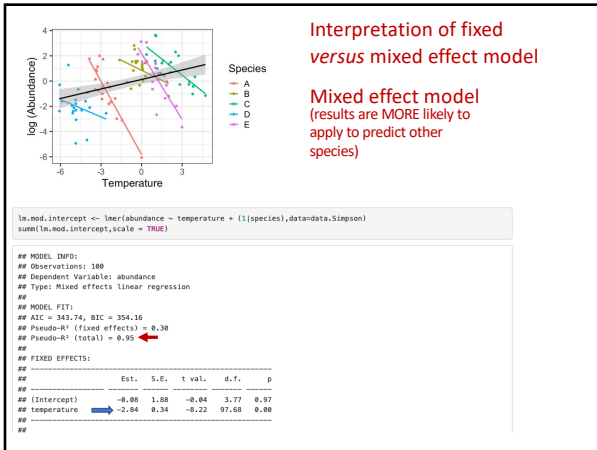 Interpretation of fixed
versus mixed effect model
Mixed effect model
(results are MORE likely to
apply to predict other
species)
4
2
0
-2
-4
-6
log (Abundance)
-6
-3
0
3
Temperature
Species
A
B
C
D
E
lm.mod.intercept <- lmer(abundance ~ temperature + (1|species),data=data.Simpson)
summ(lm.mod.intercept,scale = TRUE)
## MODEL INFO:
## Observations: 100
## Dependent Variable: abundance
## Type: Mixed effects linear regression
##
## MODEL FIT:
## AIC = 343.74, BIC = 354.16
## Pseudo-R² (fixed effects) = 0.30
## Pseudo-R² (total) = 0.95
##
## FIXED EFFECTS:
## ----------------------------------------------------------
## Est. S.E. t val. d.f. p
## ----------------- ------- ------ -------- ------- ------
## (Intercept) -0.08 1.88 -0.04 3.77 0.97
## temperature -2.84 0.34 -8.22 97.68 0.00
## ----------------------------------------------------------
##